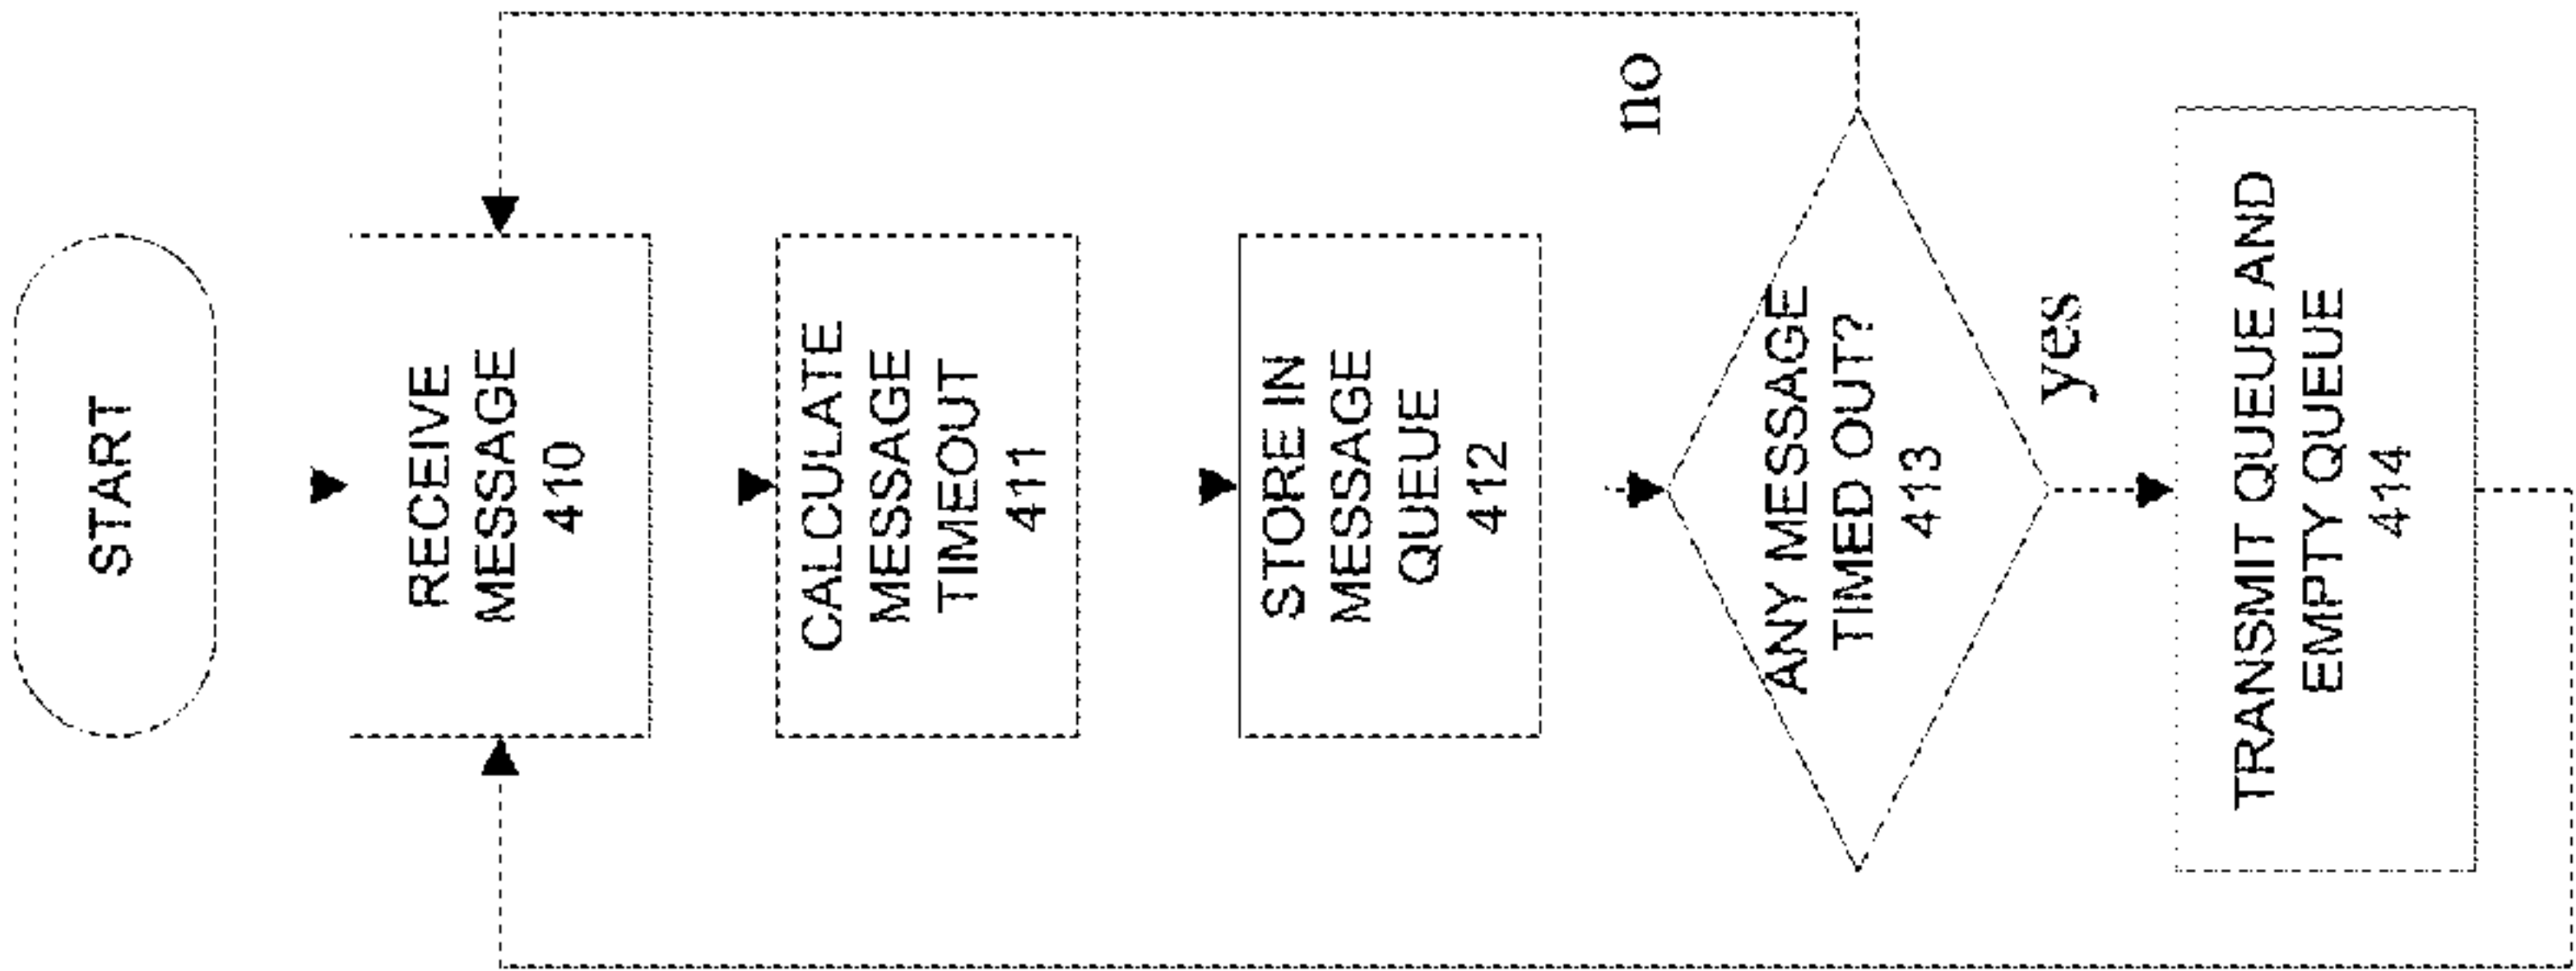 START
RECEIVE
MESSAGE
410
CALCULATE
MESSAGE
TIMEOUT
411
STORE IN
MESSAGE
QUEUE
412
ANY MESSAGE
TIMED OUT?
413
no
yes
TRANSMIT QUEUE AND
EMPTY QUEUE
414